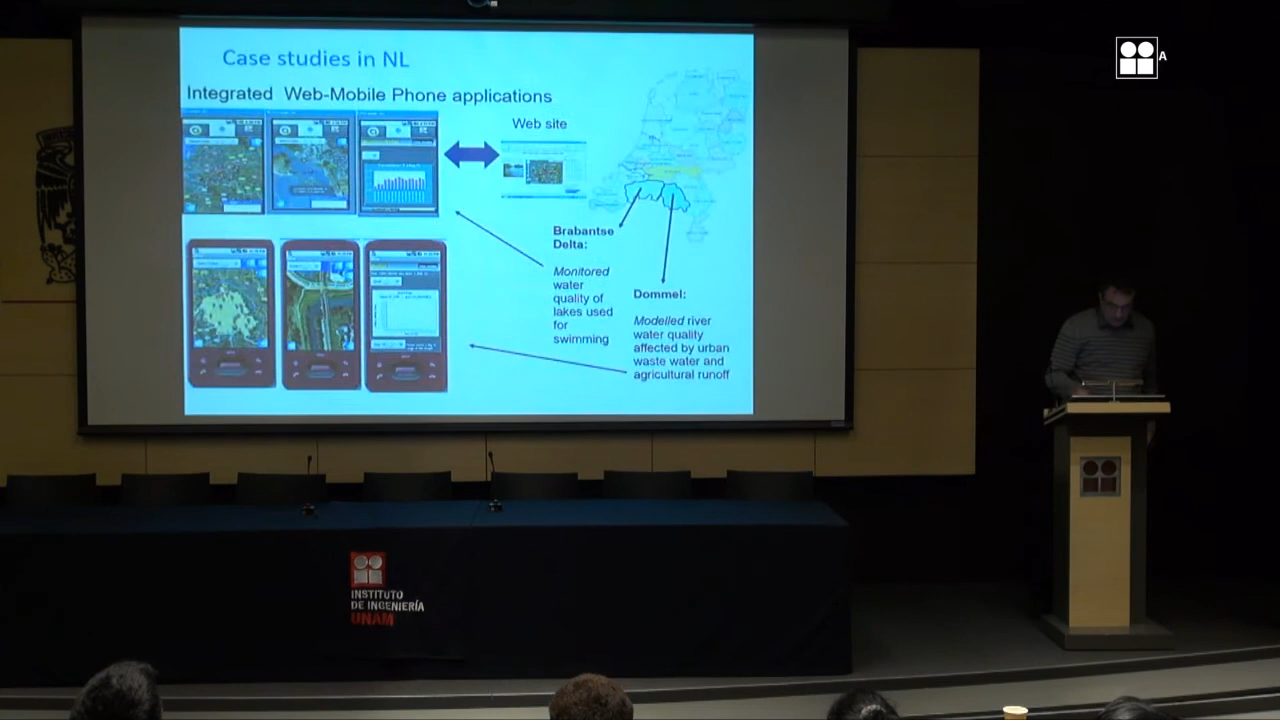 Case studies in NL
Integrated Web-Mobile Phone applications
Web site
Brabantse
Delta:
Monitored
water
quality of
lakes used
for
swimming
Dommel:
Modelled river
water quality
affected by urban
waste water and
agricultural runoff
A
INSTITUTO
DE INGENIERÍA
UNAM